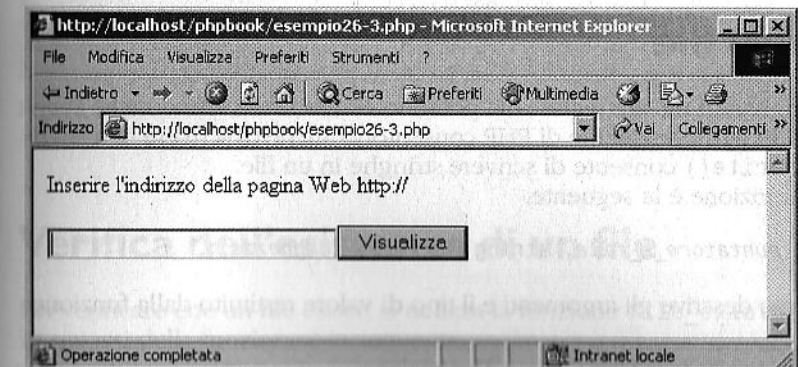 http://localhost/phpbook/esempio26-3.php - Microsoft Internet Explorer
File Modifica Visualizza Preferiti Strumenti ?
Indietro Cerca Preferiti Multimedia »
Indirizzo http://localhost/phpbook/esempio26-3.php Vai Collegamenti »
Inserire l'indirizzo della pagina Web http://
Visualizza
Operazione completata Intranet locale